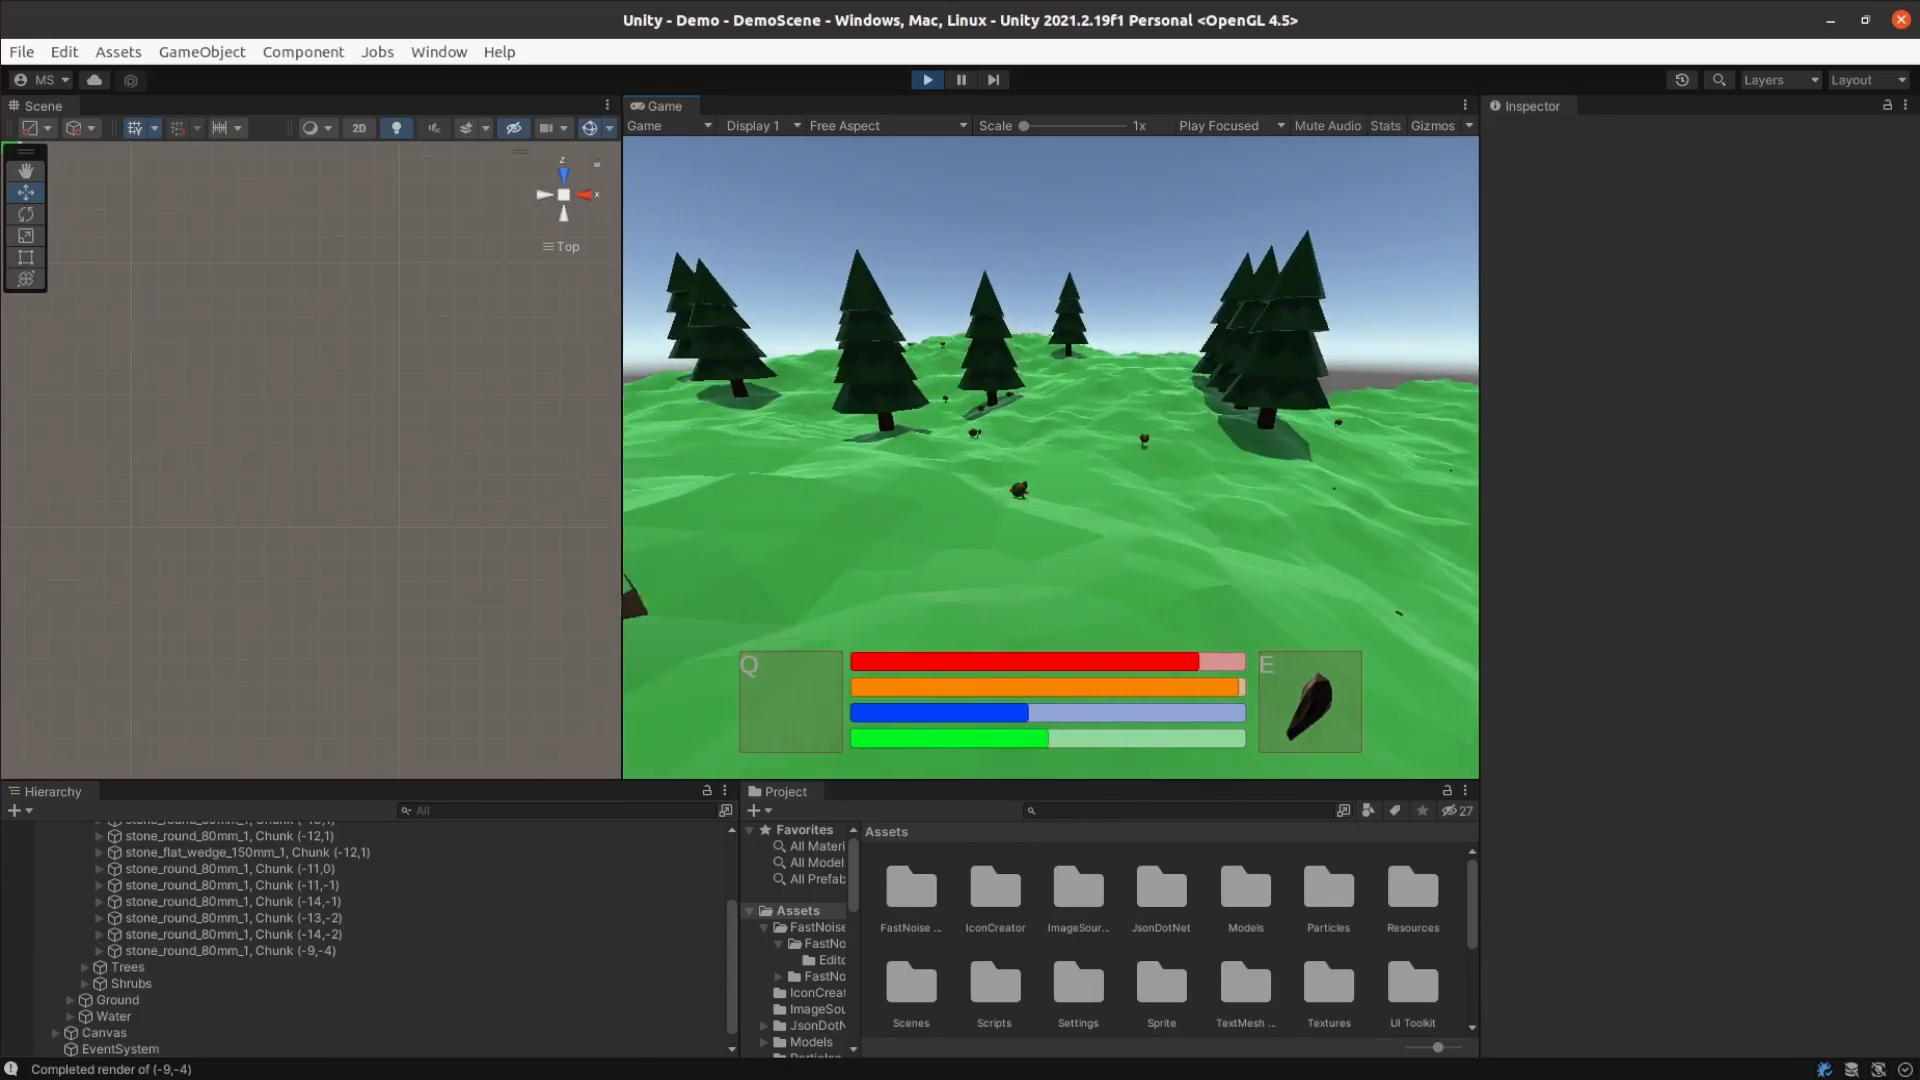 Unity - Demo - DemoScene - Windows, Mac, Linux - Unity 2021.2.19f1 Personal <OpenGL 4.5>
File Edit Assets GameObject Component Jobs Window Help
MS
Layers Layout
Scene
Game
Inspector
2D
Game Display 1 Free Aspect Scale 1x Play Focused Mute Audio Stats Gizmos
z
x
Top
Q
E
Hierarchy
Project
All
27
stone_round_80mm_1, Chunk (-12,1)
stone_flat_wedge_150mm_1, Chunk (-12,1)
stone_round_80mm_1, Chunk (-11,0)
stone_round_80mm_1, Chunk (-11,-1)
stone_round_80mm_1, Chunk (-14,-1)
stone_round_80mm_1, Chunk (-13,-2)
stone_round_80mm_1, Chunk (-14,-2)
stone_round_80mm_1, Chunk (-9,-4)
Trees
Shrubs
Ground
Water
Canvas
EventSystem
Favorites
All Materi
All Model
All Prefab
Assets
FastNoise
FastNo
Edito
FastNo
IconCreat
ImageSou
JsonDotN
Models
Assets
FastNoise ... IconCreator ImageSour... JsonDotNet Models Particles Resources
Scenes Scripts Settings Sprite TextMesh ... Textures UI Toolkit
Completed render of (-9,-4)